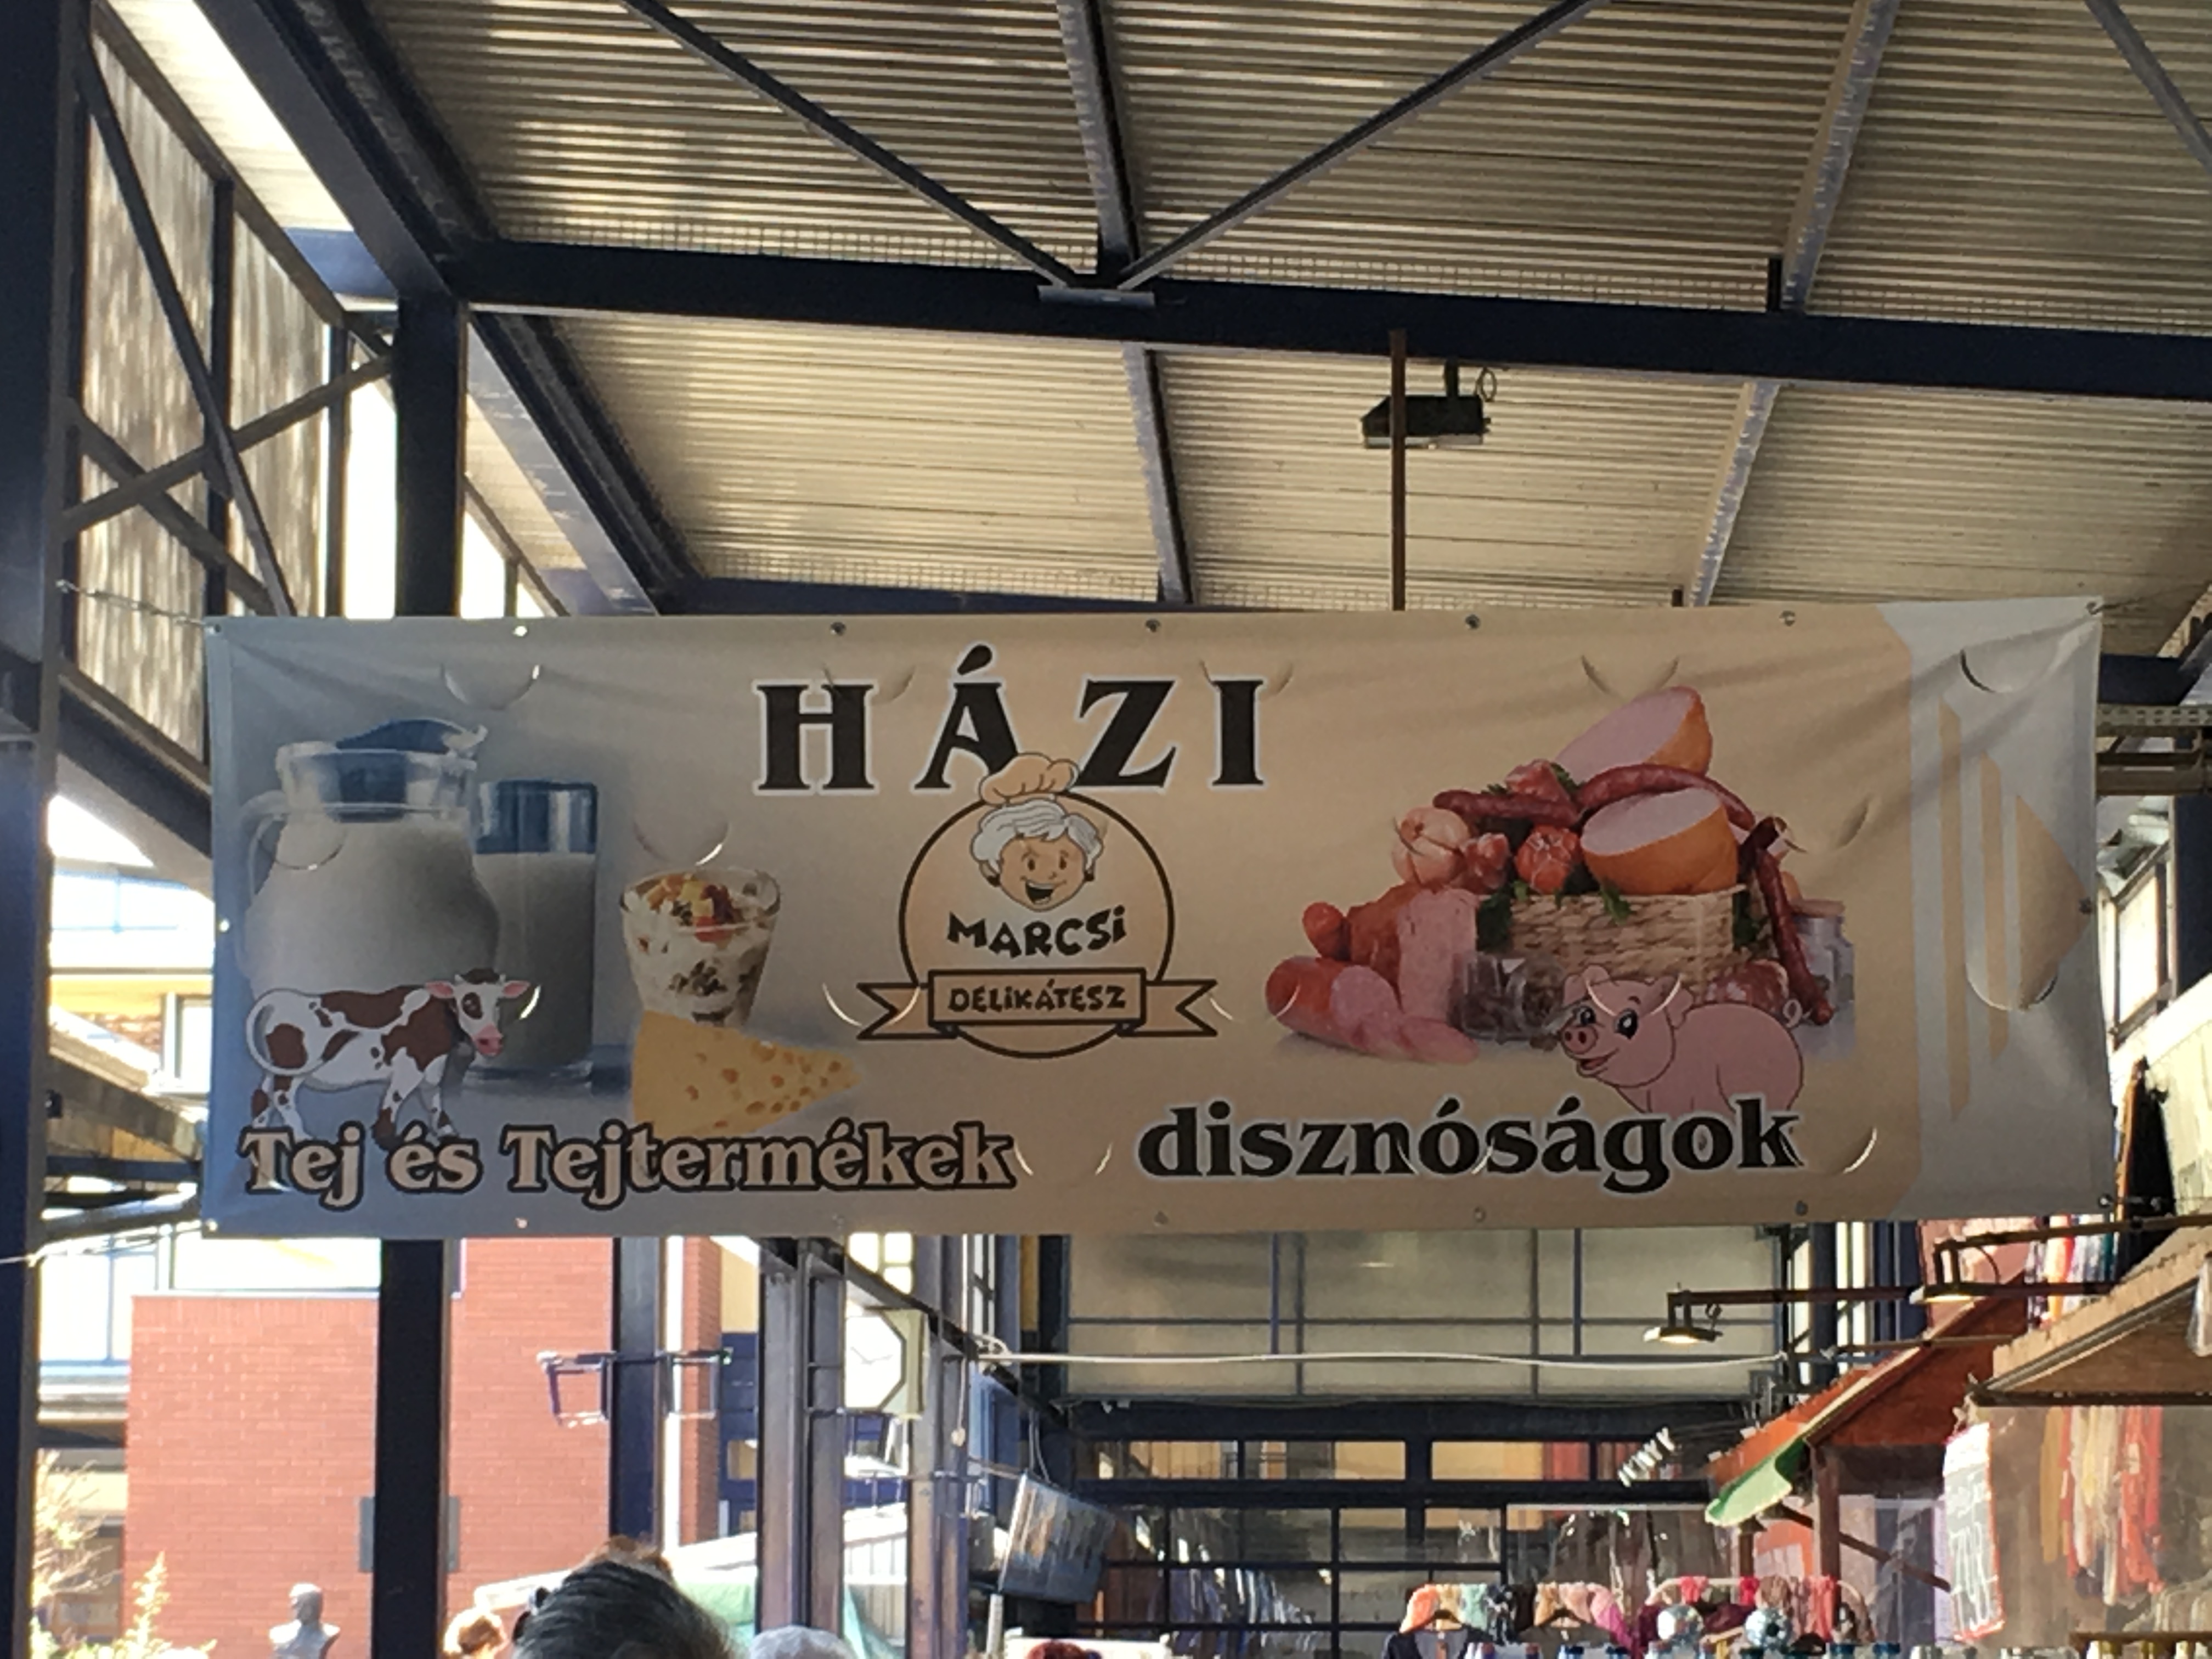 HÁZI
MARCSi
DELiKÁTESZ
Tej és Tejtermékek
disznóságok